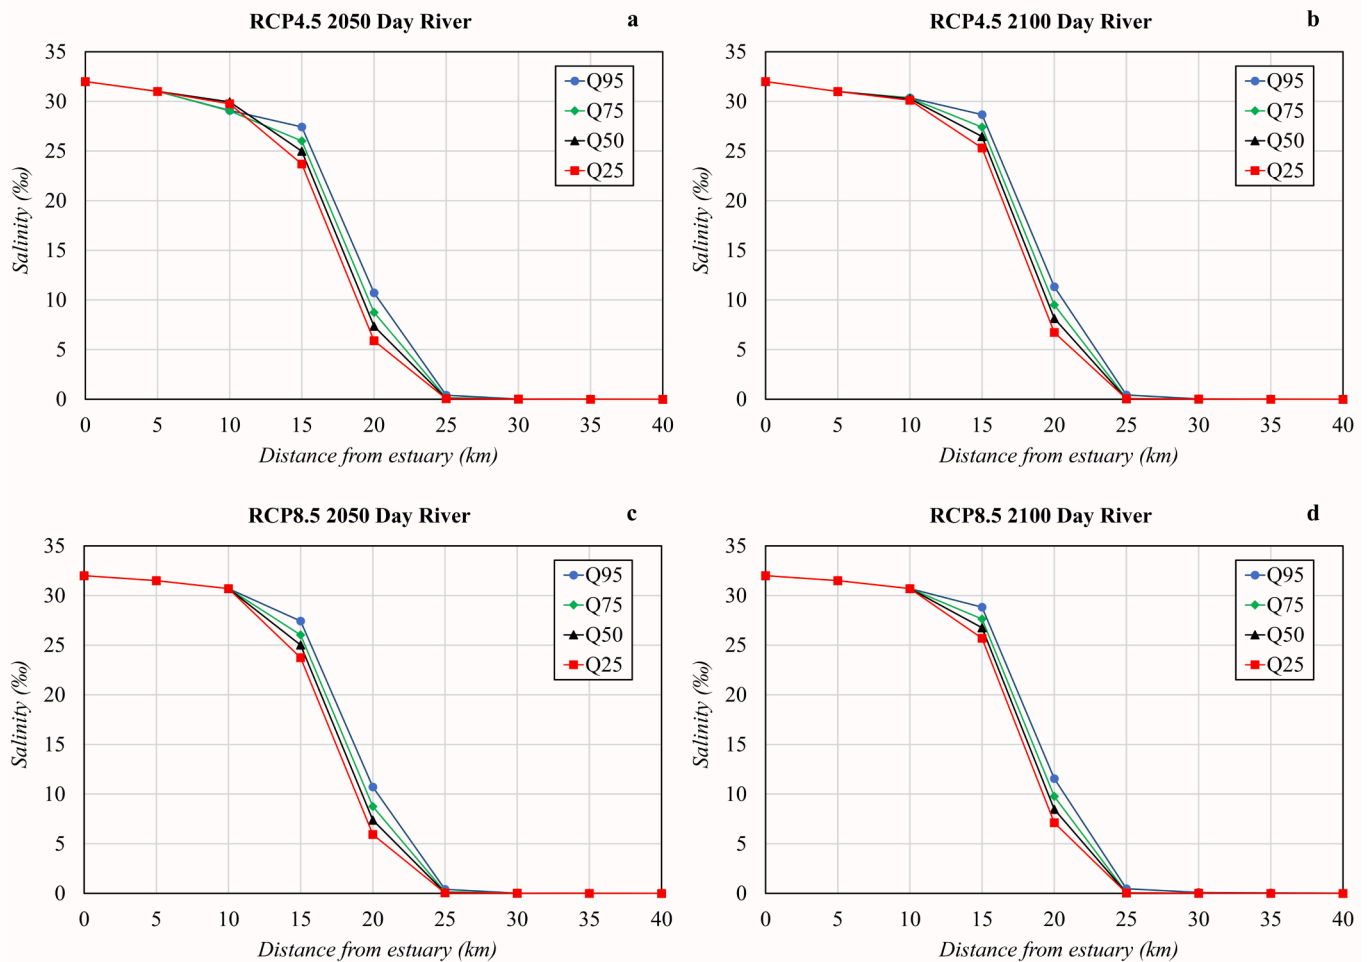 RCP4.5 2050 Day River a
35
30
25
20
15
10
5
0
Salinity (‰)
Q95
Q75
Q50
Q25
0 5 10 15 20 25 30 35 40
Distance from estuary (km)
RCP4.5 2100 Day River b
35
30
25
20
15
10
5
0
Salinity (‰)
Q95
Q75
Q50
Q25
0 5 10 15 20 25 30 35 40
Distance from estuary (km)
RCP8.5 2050 Day River c
35
30
25
20
15
10
5
0
Salinity (‰)
Q95
Q75
Q50
Q25
0 5 10 15 20 25 30 35 40
Distance from estuary (km)
RCP8.5 2100 Day River d
35
30
25
20
15
10
5
0
Salinity (‰)
Q95
Q75
Q50
Q25
0 5 10 15 20 25 30 35 40
Distance from estuary (km)